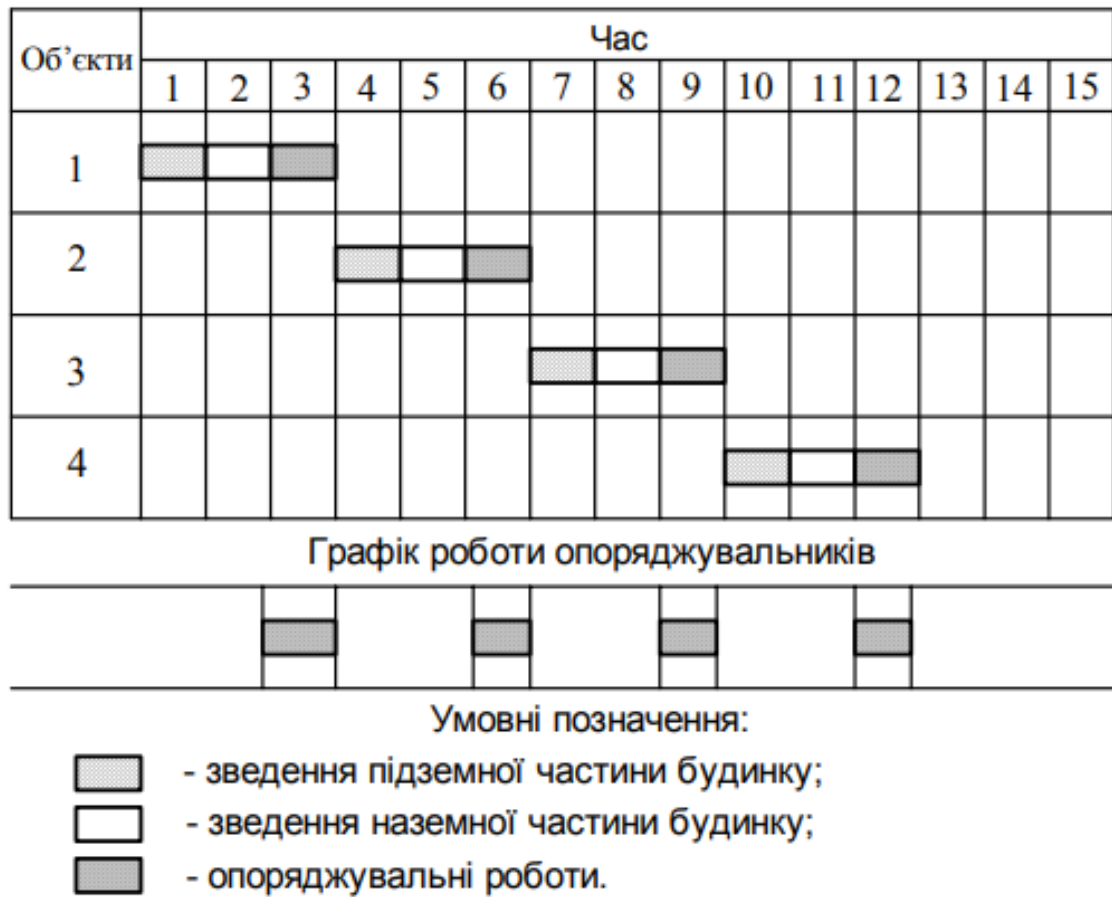 Об’єкти
Час
1 2 3 4 5 6 7 8 9 10 11 12 13 14 15
1
2
3
4
Графік роботи опоряджувальників
Умовні позначення:
- зведення підземної частини будинку;
- зведення наземної частини будинку;
- опоряджувальні роботи.